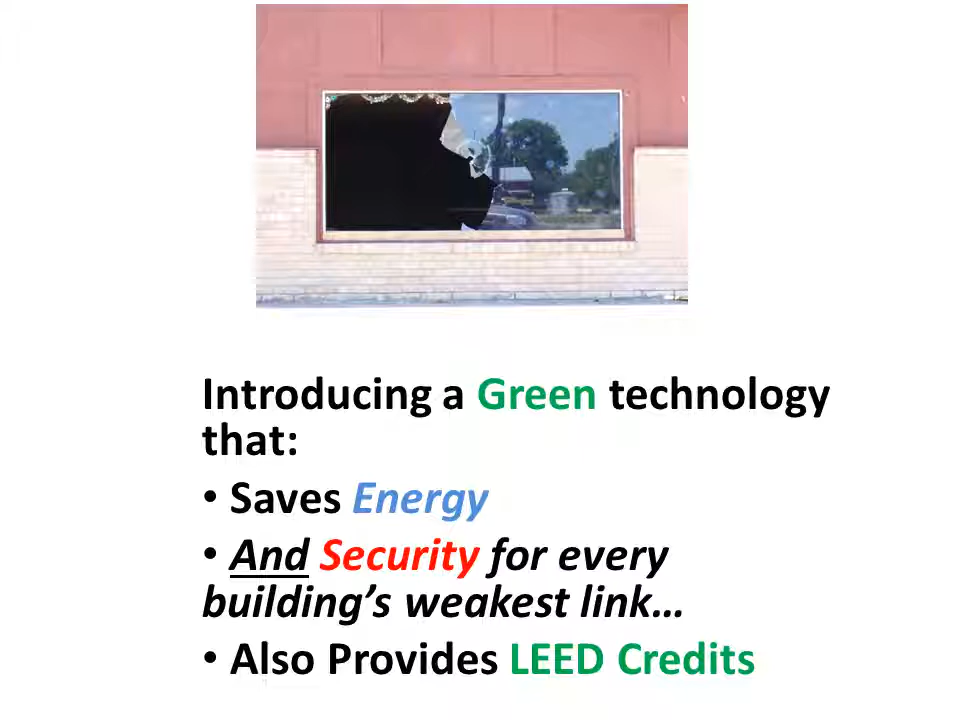 Introducing a Green technology
that:
• Saves Energy
• And Security for every
building’s weakest link…
• Also Provides LEED Credits